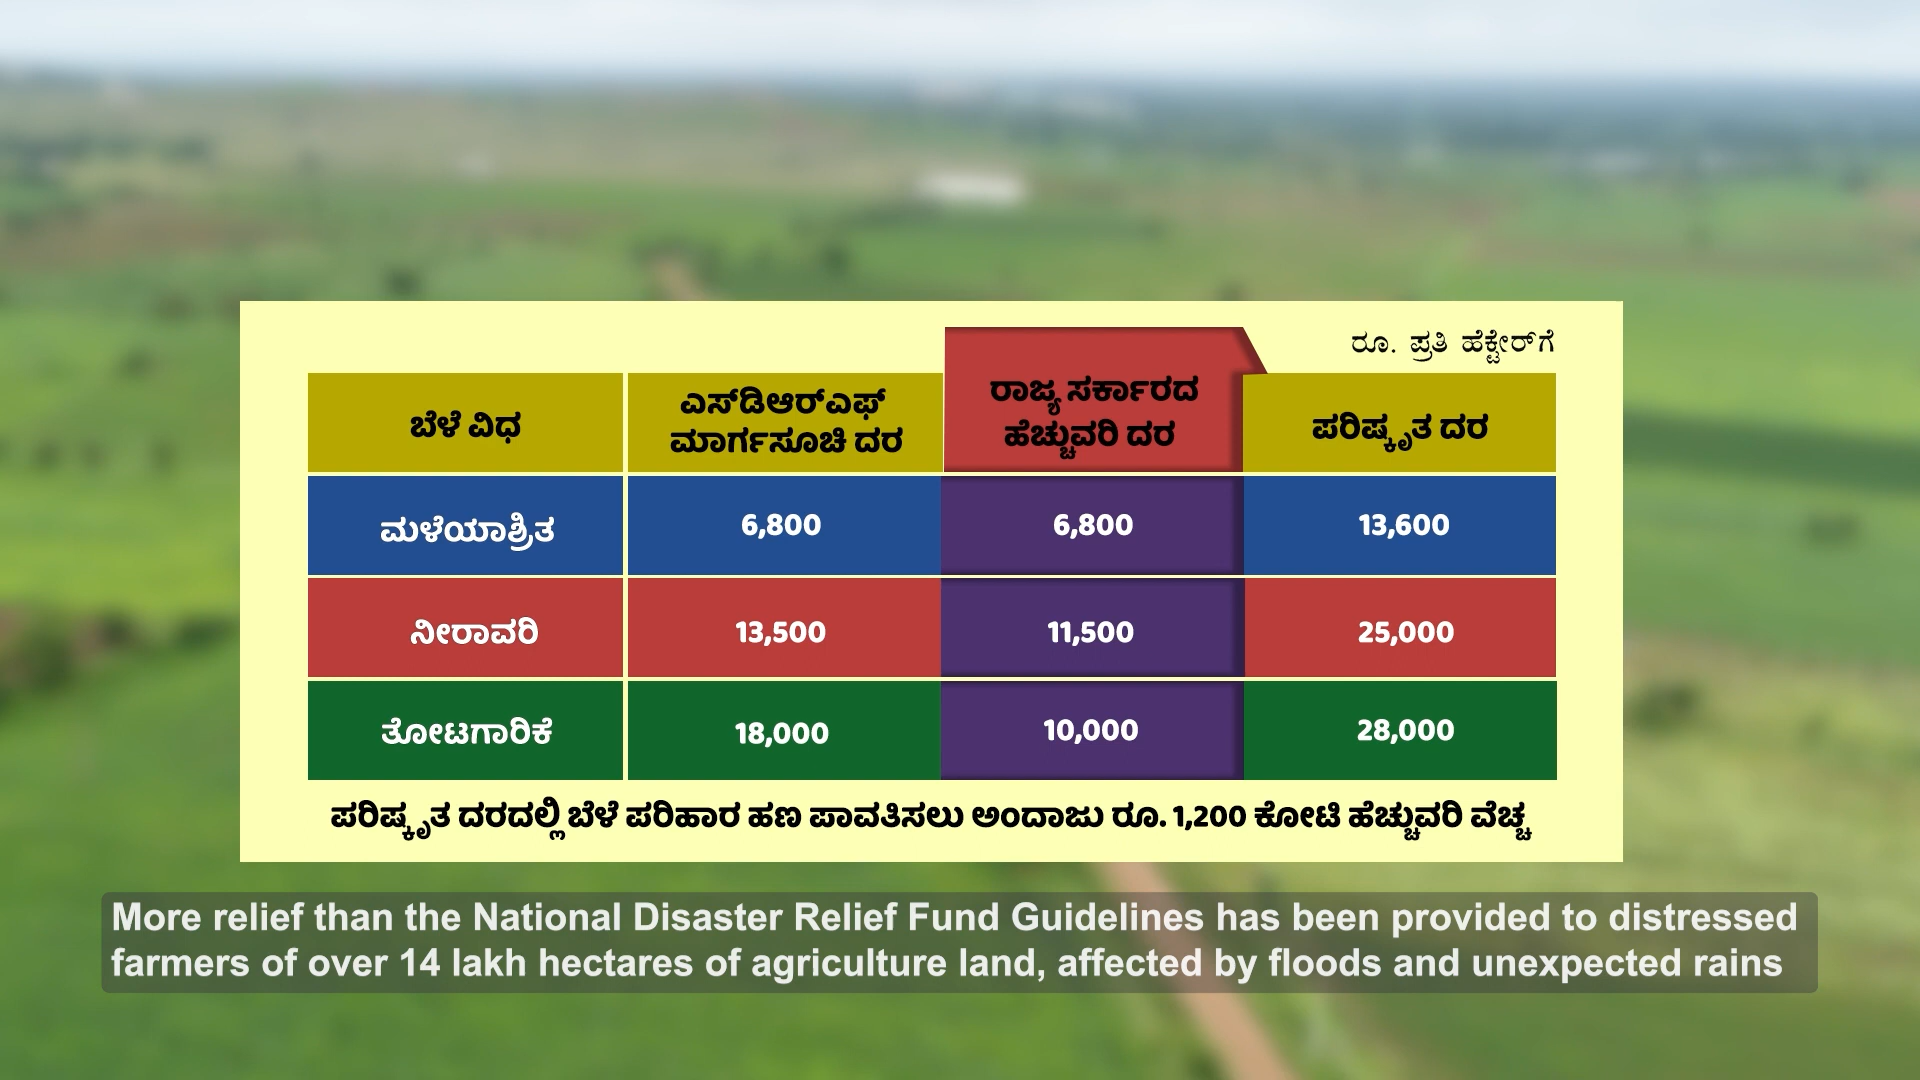 ರೂ. ಪ್ರತಿ ಹೆಕ್ಟೇರ್‌ಗೆ
ಬೆಳೆ ವಿಧ
ಎಸ್‌ಡಿಆರ್‌ಎಫ್
ಮಾರ್ಗಸೂಚಿ ದರ
ರಾಜ್ಯ ಸರ್ಕಾರದ
ಹೆಚ್ಚುವರಿ ದರ
ಪರಿಷ್ಕೃತ ದರ
ಮಳೆಯಾಶ್ರಿತ 6,800 6,800 13,600
ನೀರಾವರಿ 13,500 11,500 25,000
ತೋಟಗಾರಿಕೆ 18,000 10,000 28,000
ಪರಿಷ್ಕೃತ ದರದಲ್ಲಿ ಬೆಳೆ ಪರಿಹಾರ ಹಣ ಪಾವತಿಸಲು ಅಂದಾಜು ರೂ. 1,200 ಕೋಟಿ ಹೆಚ್ಚುವರಿ ವೆಚ್ಚ
More relief than the National Disaster Relief Fund Guidelines has been provided to distressed
farmers of over 14 lakh hectares of agriculture land, affected by floods and unexpected rains